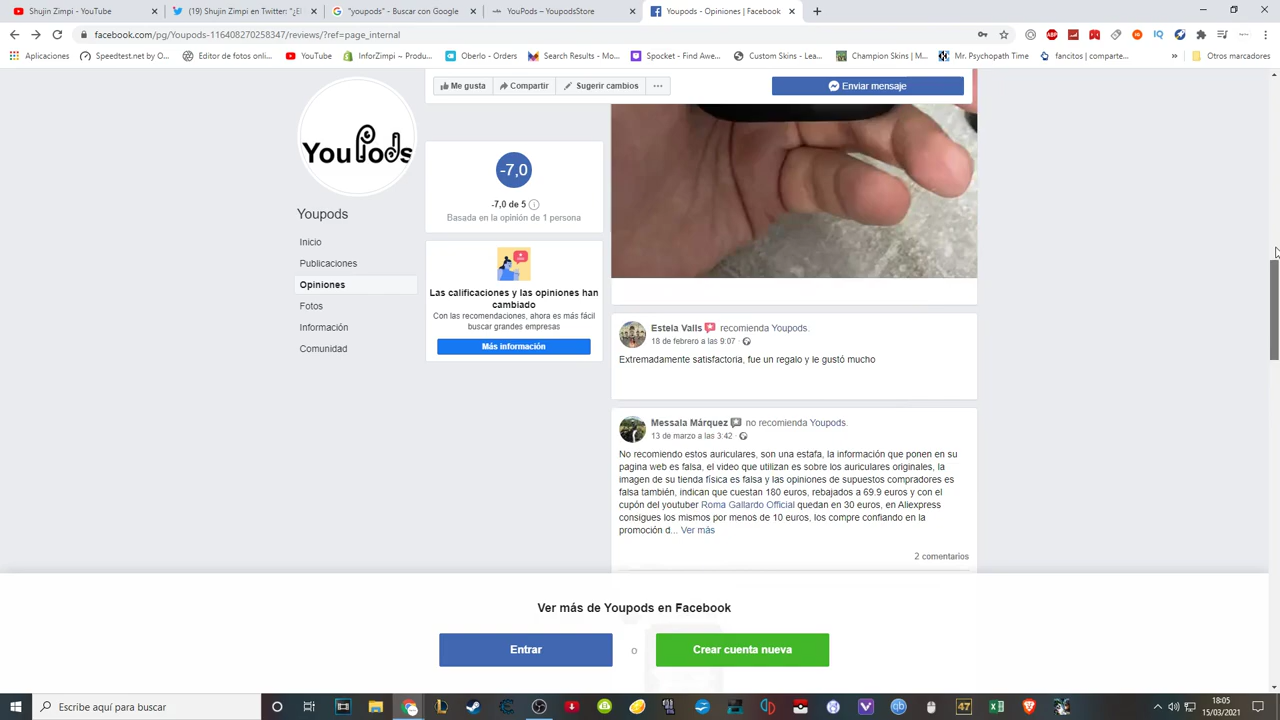 Shujin Zimpi - YouTube
(19) Shujin Zimpi en Twitter: "¿El
"youpods" - Buscar con Google
YouPods – YoupodsStore
Youpods - Opiniones | Facebook
facebook.com/pg/Youpods-116408270258347/reviews/?ref=page_internal
Aplicaciones
Speedtest.net by O...
Editor de fotos onli...
YouTube
InforZimpi ~ Produ...
Oberlo - Orders
Search Results - Mo...
Spocket - Find Awe...
Custom Skins - Lea...
Champion Skins | M...
Mr. Psychopath Time
fancitos | comparte...
»
Otros marcadores
Me gusta
Compartir
Sugerir cambios
Enviar mensaje
YouPods
-7,0
-7,0 de 5
Basada en la opinión de 1 persona
Youpods
Inicio
Publicaciones
Opiniones
Fotos
Información
Comunidad
Las calificaciones y las opiniones han
cambiado
Con las recomendaciones, ahora es más fácil
buscar grandes empresas
Más información
Estela Valls recomienda Youpods.
18 de febrero a las 9:07 ·
Extremadamente satisfactoria, fue un regalo y le gustó mucho
Messala Márquez no recomienda Youpods.
13 de marzo a las 3:42 ·
No recomiendo estos auriculares, son una estafa, la información que ponen en su
pagina web es falsa, el video que utilizan es sobre los auriculares originales, la
imagen de su tienda física es falsa y las opiniones de supuestos compradores es
falsa también, indican que cuestan 180 euros, rebajados a 69.9 euros y con el
cupón del youtuber Roma Gallardo Official quedan en 30 euros, en Aliexpress
consigues los mismos por menos de 10 euros, los compre confiando en la
promoción d... Ver más
2 comentarios
Ver más de Youpods en Facebook
Entrar
o
Crear cuenta nueva
Escribe aquí para buscar
18:05
15/03/2021